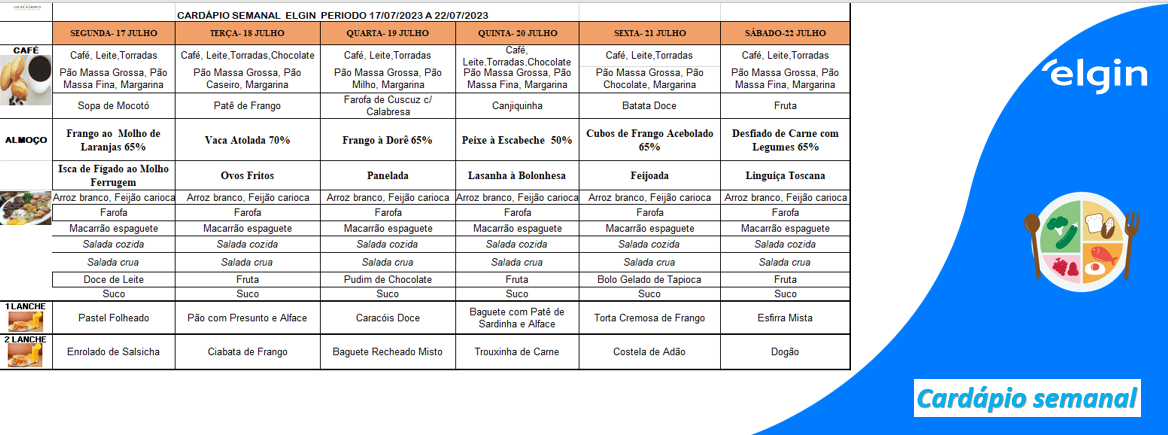 CARDÁPIO SEMANAL ELGIN PERIODO 17/07/2023 A 22/07/2023
SEGUNDA- 17 JULHO TERÇA- 18 JULHO QUARTA- 19 JULHO QUINTA- 20 JULHO SEXTA- 21 JULHO SÁBADO-22 JULHO
CAFÉ
Café, Leite,Torradas Café, Leite,Torradas,Chocolate Café, Leite,Torradas Café, Leite,Torradas,Chocolate Café, Leite,Torradas Café, Leite,Torradas
Pão Massa Grossa, Pão Massa Fina, Margarina Pão Massa Grossa, Pão Caseiro, Margarina Pão Massa Grossa, Pão Milho, Margarina Pão Massa Grossa, Pão Massa Fina, Margarina Pão Massa Grossa, Pão Chocolate, Margarina Pão Massa Grossa, Pão Massa Fina, Margarina
Sopa de Mocotó Patê de Frango Farofa de Cuscuz c/ Calabresa Canjiquinha Batata Doce Fruta
ALMOÇO
Frango ao Molho de Laranjas 65% Vaca Atolada 70% Frango à Dorê 65% Peixe à Escabeche 50% Cubos de Frango Acebolado 65% Desfiado de Carne com Legumes 65%
Isca de Fígado ao Molho Ferrugem Ovos Fritos Panelada Lasanha à Bolonhesa Feijoada Linguiça Toscana
Arroz branco, Feijão carioca Arroz branco, Feijão carioca Arroz branco, Feijão carioca Arroz branco, Feijão carioca Arroz branco, Feijão carioca Arroz branco, Feijão carioca
Farofa Farofa Farofa Farofa Farofa Farofa
Macarrão espaguete Macarrão espaguete Macarrão espaguete Macarrão espaguete Macarrão espaguete Macarrão espaguete
Salada cozida Salada cozida Salada cozida Salada cozida Salada cozida Salada cozida
Salada crua Salada crua Salada crua Salada crua Salada crua Salada crua
Doce de Leite Fruta Pudim de Chocolate Fruta Bolo Gelado de Tapioca Fruta
Suco Suco Suco Suco Suco Suco
1 LANCHE
Pastel Folheado Pão com Presunto e Alface Caracóis Doce Baguete com Patê de Sardinha e Alface Torta Cremosa de Frango Esfirra Mista
2 LANCHE
Enrolado de Salsicha Ciabata de Frango Baguete Recheado Misto Trouxinha de Carne Costela de Adão Dogão
elgin
Cardápio semanal